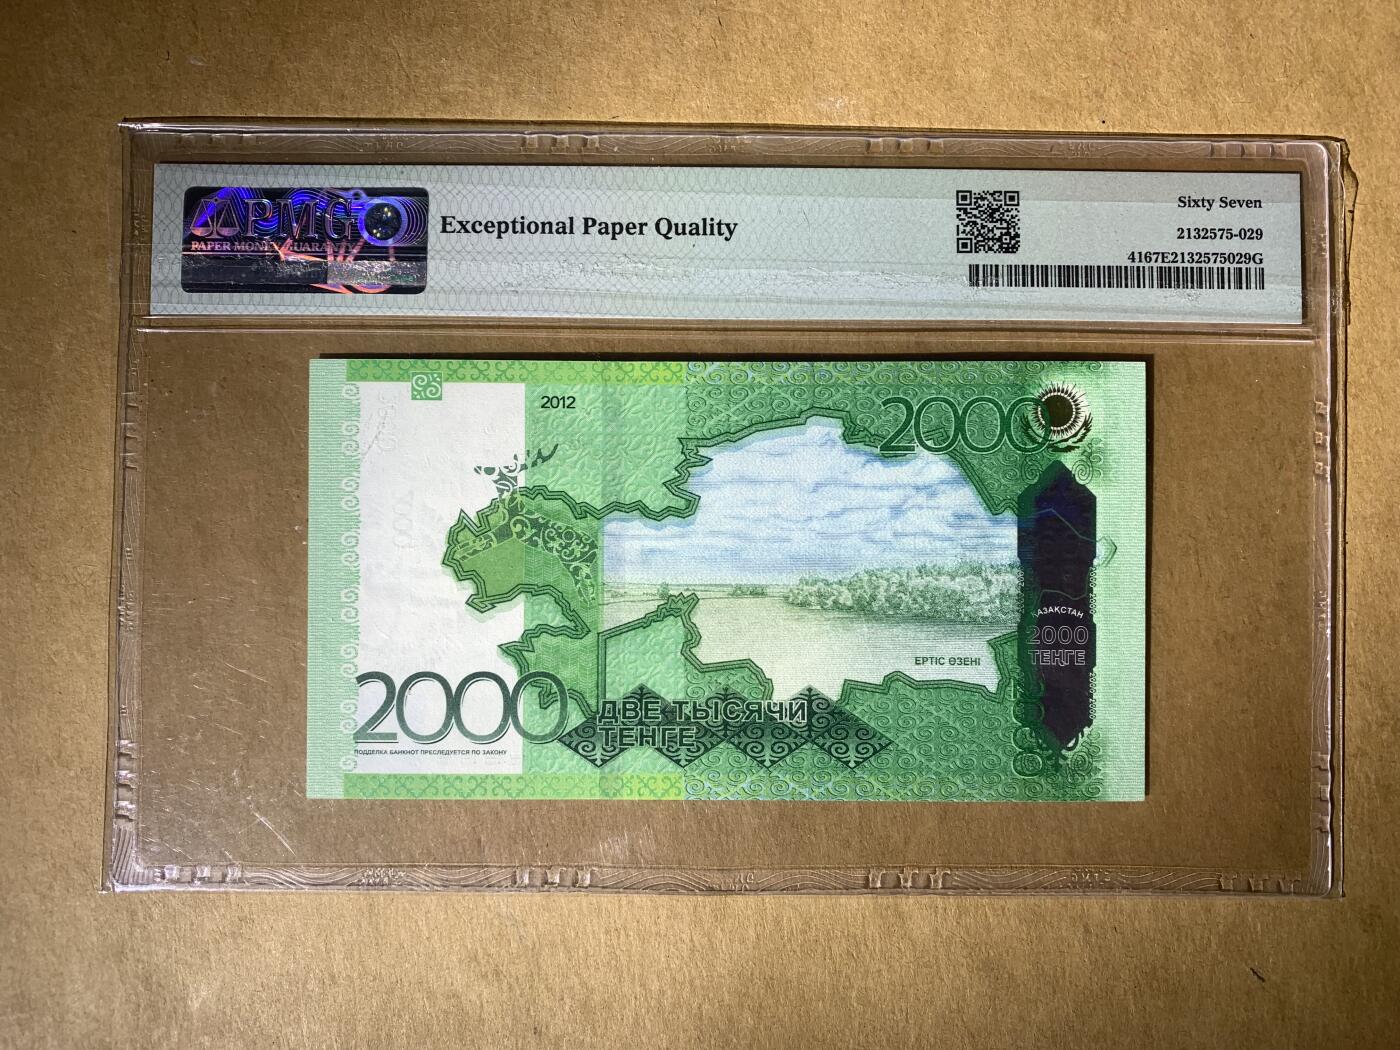 PMG
PAPER MONEY GUARANTY
Exceptional Paper Quality
Sixty Seven
2132575-029
4167E2132575029G
2012
2000
ЕРТІС ӨЗЕНІ
ҚАЗАҚСТАН
2000
ТЕҢГЕ
2000
ДВЕ ТЫСЯЧИ
ТЕНГЕ
ПОДДЕЛКА БАНКНОТ ПРЕСЛЕДУЕТСЯ ПО ЗАКОНУ